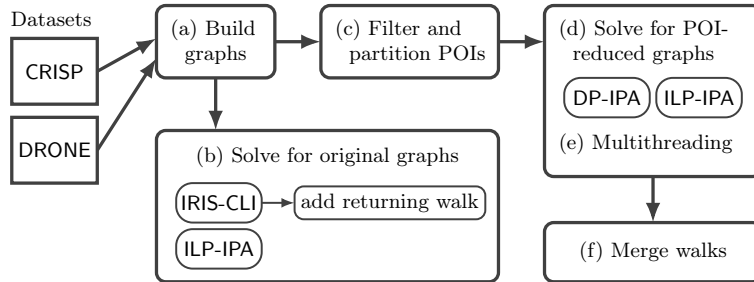 Datasets
CRISP
DRONE
(a) Build
graphs
(c) Filter and
partition POIs
(d) Solve for POI-
reduced graphs
DP-IPA
ILP-IPA
(e) Multithreading
(b) Solve for original graphs
IRIS-CLI
add returning walk
ILP-IPA
(f) Merge walks